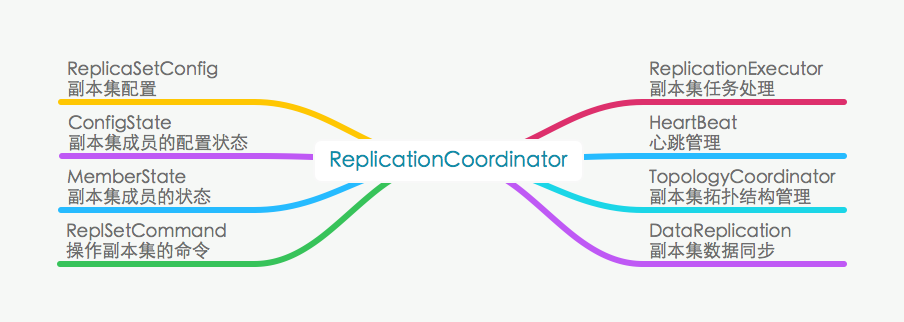 ReplicaSetConfig
副本集配置
ConfigState
副本集成员的配置状态
MemberState
副本集成员的状态
ReplSetCommand
操作副本集的命令
ReplicationCoordinator
ReplicationExecutor
副本集任务处理
HeartBeat
心跳管理
TopologyCoordinator
副本集拓扑结构管理
DataReplication
副本集数据同步